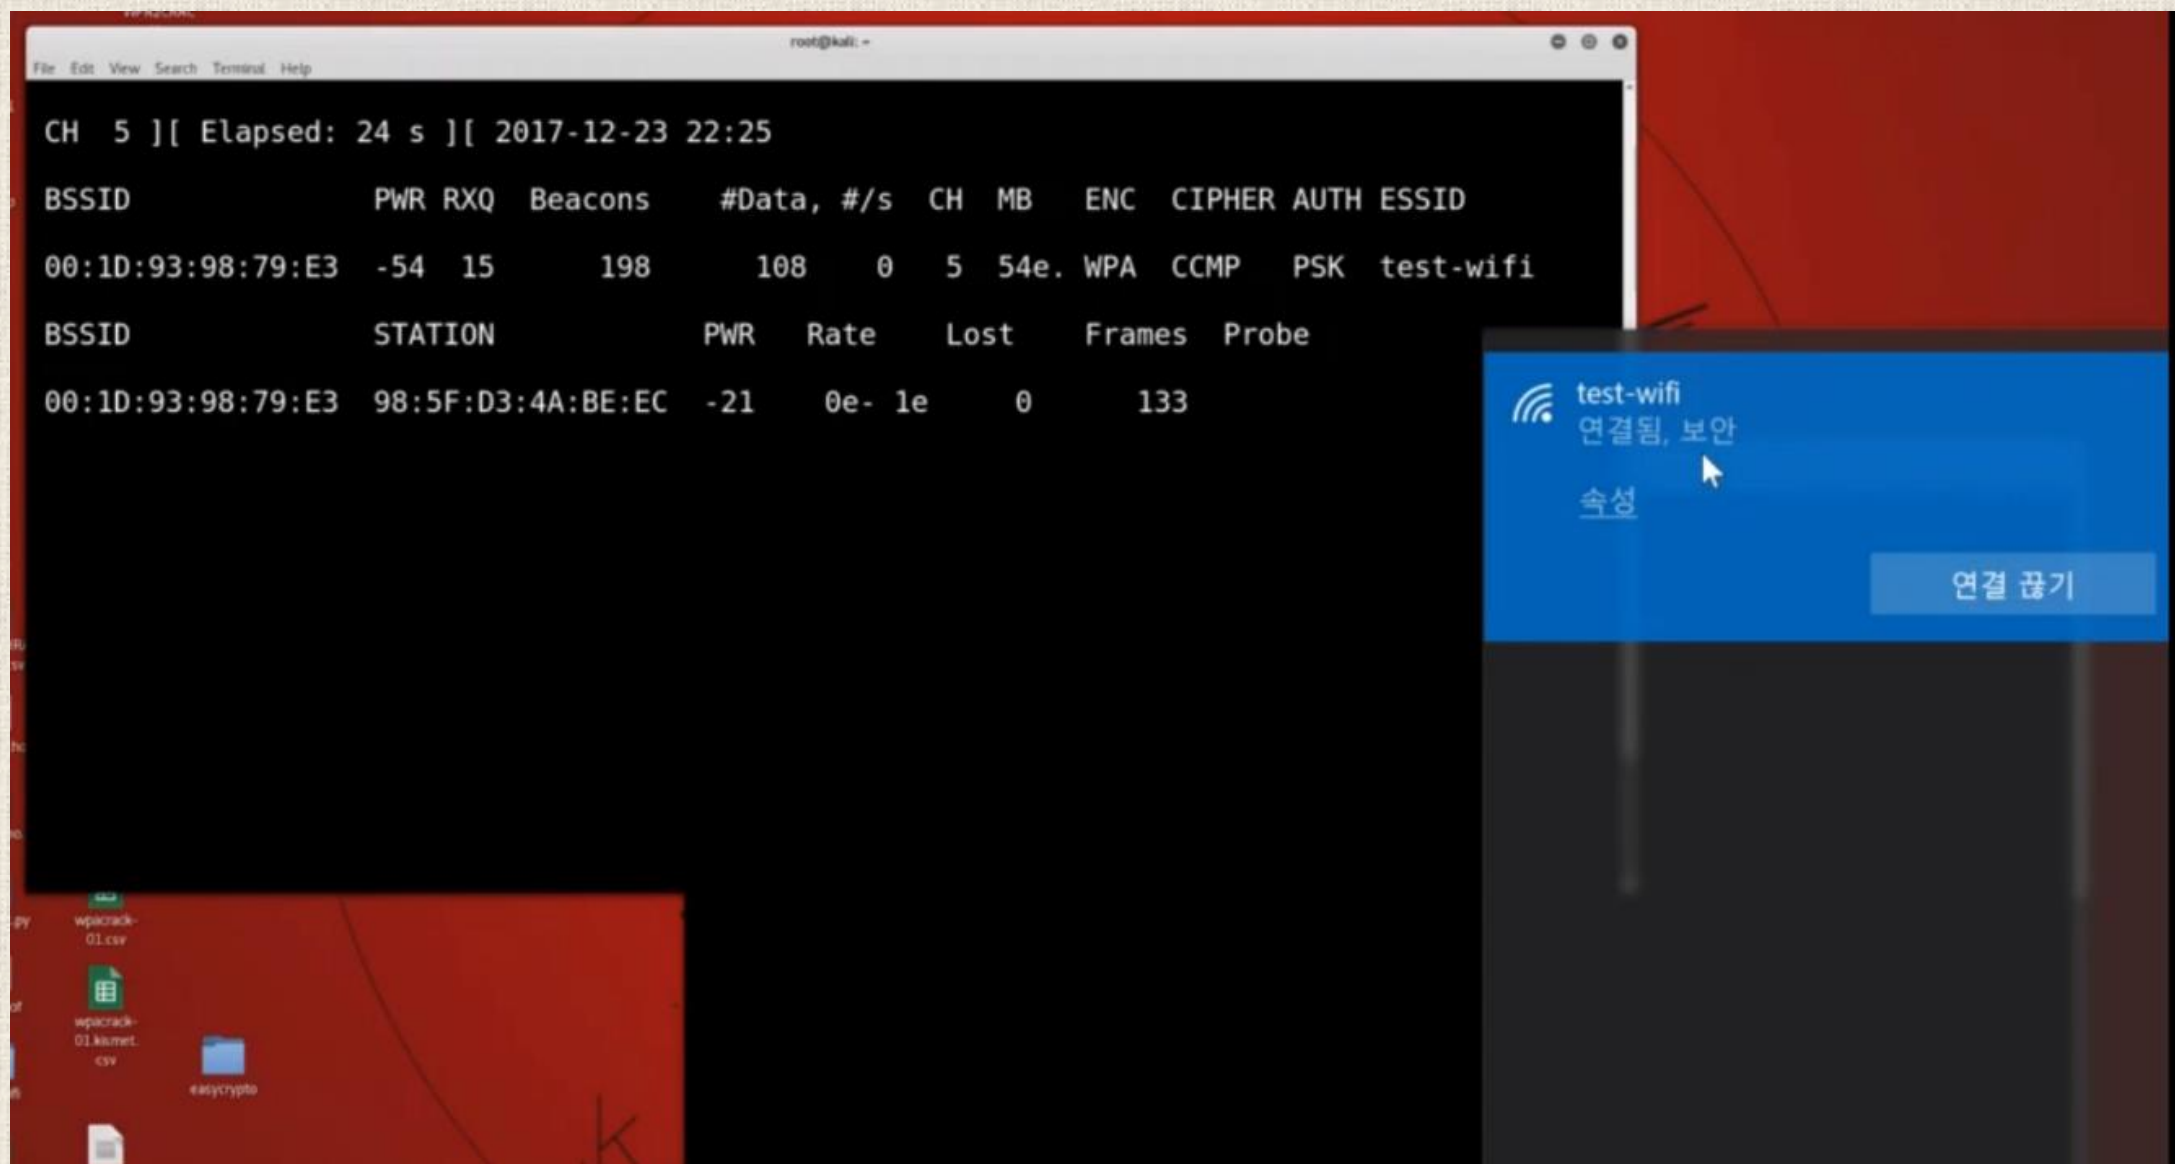 root@kali: ~
File Edit View Search Terminal Help
CH 5 ][ Elapsed: 24 s ][ 2017-12-23 22:25
BSSID PWR RXQ Beacons #Data, #/s CH MB ENC CIPHER AUTH ESSID
00:1D:93:98:79:E3 -54 15 198 108 0 5 54e. WPA CCMP PSK test-wifi
BSSID STATION PWR Rate Lost Frames Probe
00:1D:93:98:79:E3 98:5F:D3:4A:BE:EC -21 0e- 1e 0 133
test-wifi
연결됨, 보안
속성
연결 끊기
.py
wpacrack-
01.csv
wpacrack-
01.kismet.
csv
easycrypto
k